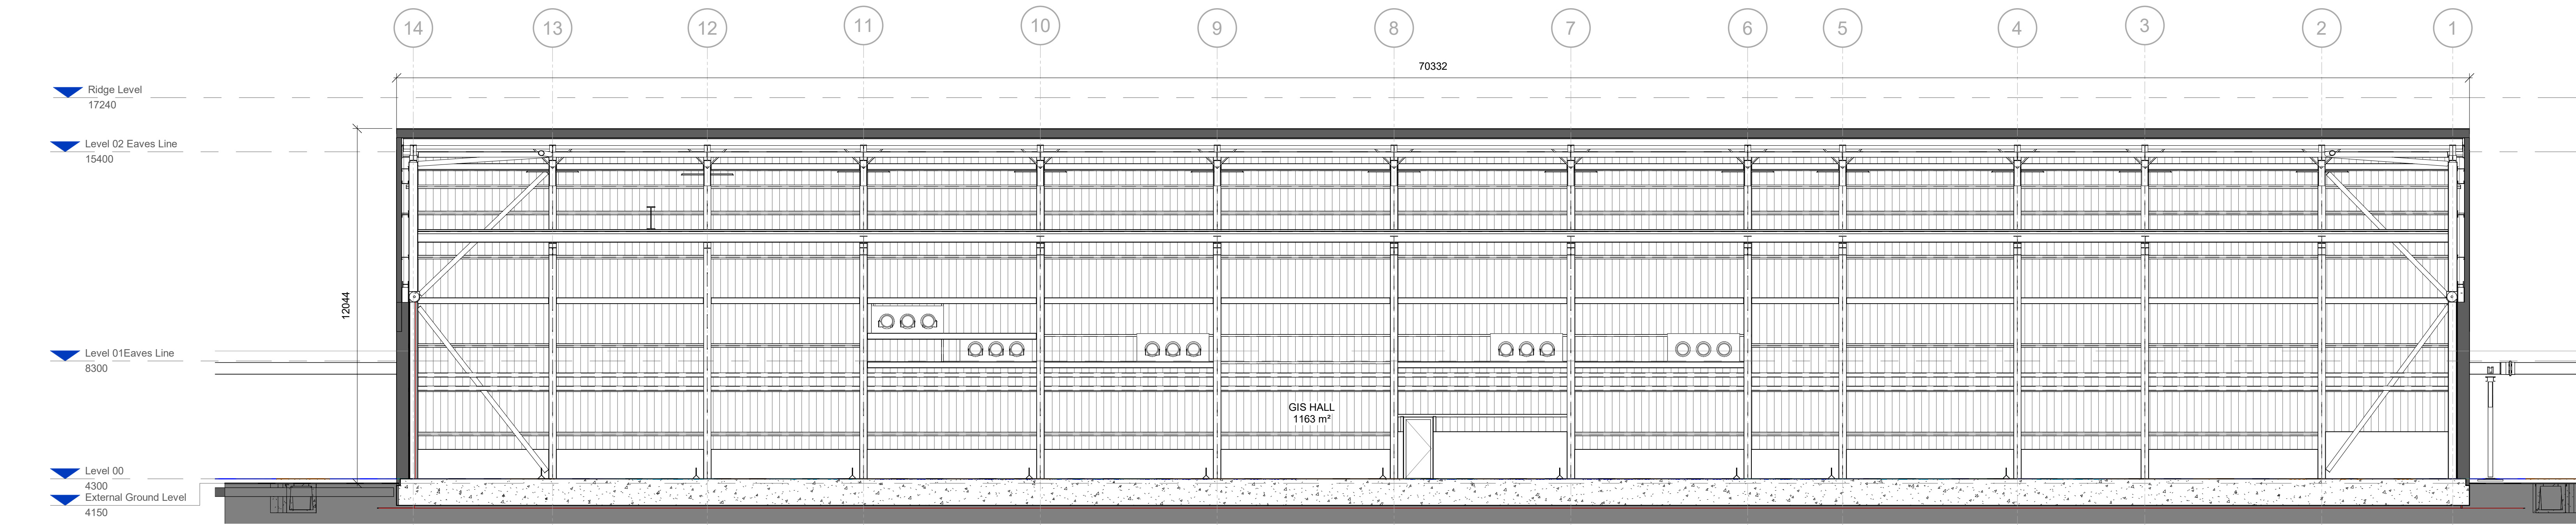 14 13 12 11 10 9 8 7 6 5 4 3 2 1
70332
Ridge Level
17240
Level 02 Eaves Line
15400
12044
Level 01Eaves Line
8300
GIS HALL
1163 m²
Level 00
4300
External Ground Level
4150